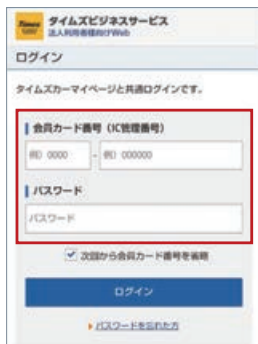 Times
タイムズビジネスサービス
法人利用者様向けWeb
ログイン
タイムズカーマイページと共通ログインです。
会員カード番号(IC管理番号)
例) 0000 - 例) 000000
パスワード
パスワード
次回から会員カード番号を省略
ログイン
パスワードを忘れた方